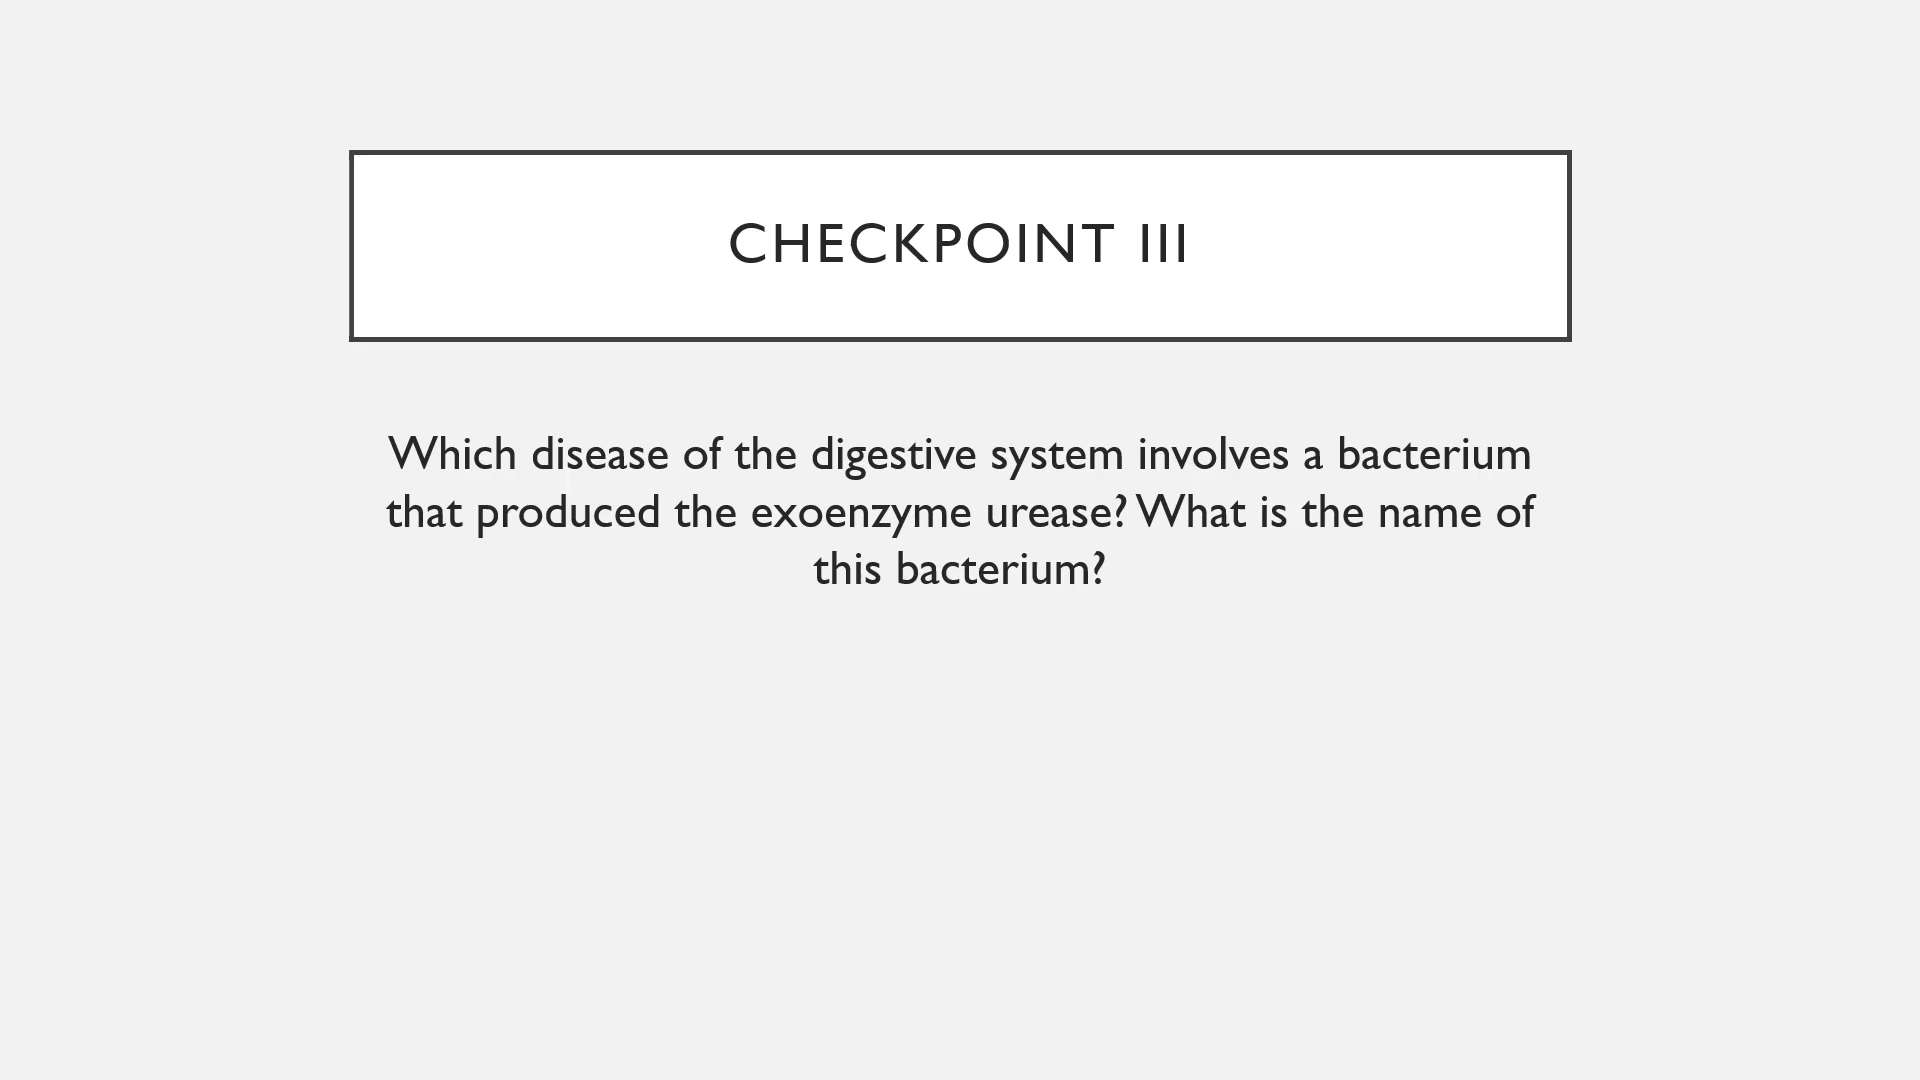 CHECKPOINT III
Which disease of the digestive system involves a bacterium
that produced the exoenzyme urease? What is the name of
this bacterium?